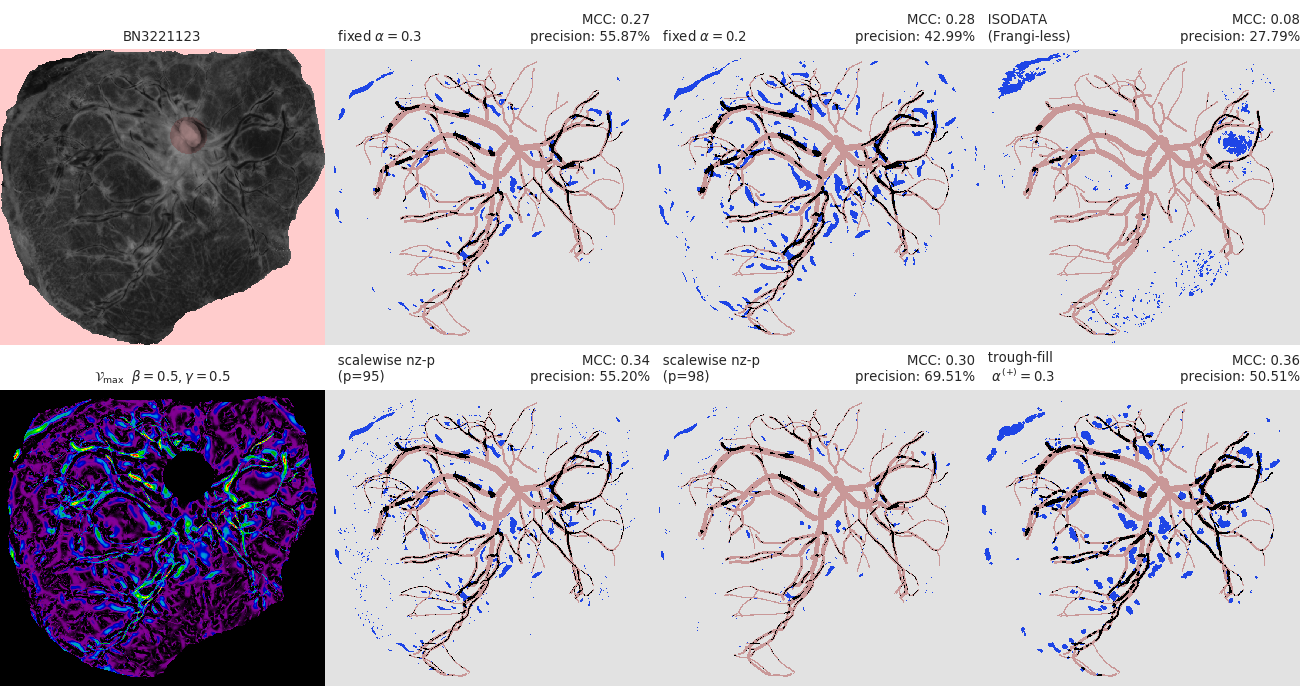 BN3221123
fixed α = 0.3
MCC: 0.27
precision: 55.87%
fixed α = 0.2
MCC: 0.28
precision: 42.99%
ISODATA
(Frangi-less)
MCC: 0.08
precision: 27.79%
𝒱max β = 0.5, γ = 0.5
scalewise nz-p
(p=95)
MCC: 0.34
precision: 55.20%
scalewise nz-p
(p=98)
MCC: 0.30
precision: 69.51%
trough-fill
α(+) = 0.3
MCC: 0.36
precision: 50.51%